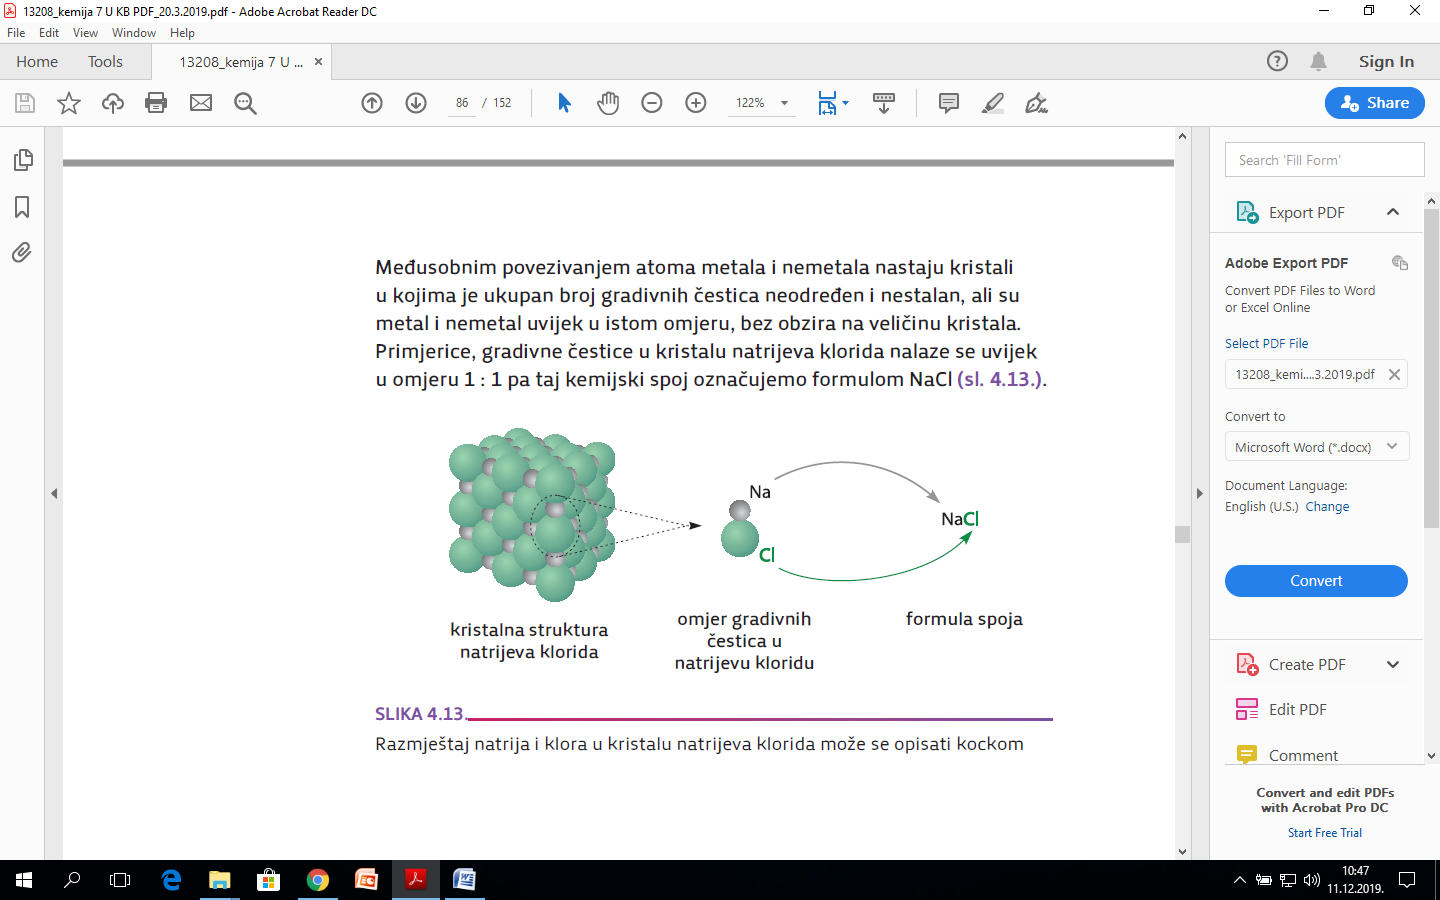 13208_kemija 7 U KB PDF_20.3.2019.pdf - Adobe Acrobat Reader DC
File Edit View Window Help
Home Tools 13208_kemija 7 U ... Sign In
86 / 152 122% Share
Search 'Fill Form'
Export PDF
Adobe Export PDF
Convert PDF Files to Word
or Excel Online
Select PDF File
13208_kemi....3.2019.pdf
Convert to
Microsoft Word (*.docx)
Document Language:
English (U.S.) Change
Convert
Create PDF
Edit PDF
Comment
Convert and edit PDFs
with Acrobat Pro DC
Start Free Trial
Međusobnim povezivanjem atoma metala i nemetala nastaju kristali
u kojima je ukupan broj gradivnih čestica neodređen i nestalan, ali su
metal i nemetal uvijek u istom omjeru, bez obzira na veličinu kristala.
Primjerice, gradivne čestice u kristalu natrijeva klorida nalaze se uvijek
u omjeru 1 : 1 pa taj kemijski spoj označujemo formulom NaCl (sl. 4.13.).
Na
Cl
NaCl
kristalna struktura
natrijeva klorida
omjer gradivnih
čestica u
natrijevu kloridu
formula spoja
SLIKA 4.13.
Razmještaj natrija i klora u kristalu natrijeva klorida može se opisati kockom
10:47
11.12.2019.